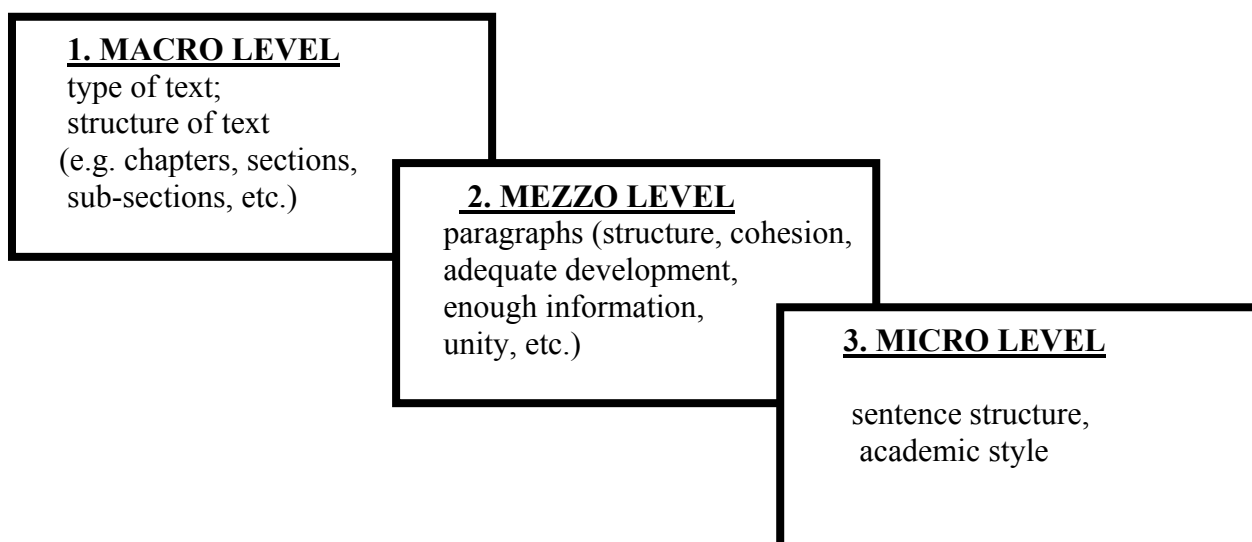 1. MACRO LEVEL
type of text;
structure of text
(e.g. chapters, sections,
sub-sections, etc.)
2. MEZZO LEVEL
paragraphs (structure, cohesion,
adequate development,
enough information,
unity, etc.)
3. MICRO LEVEL
sentence structure,
academic style